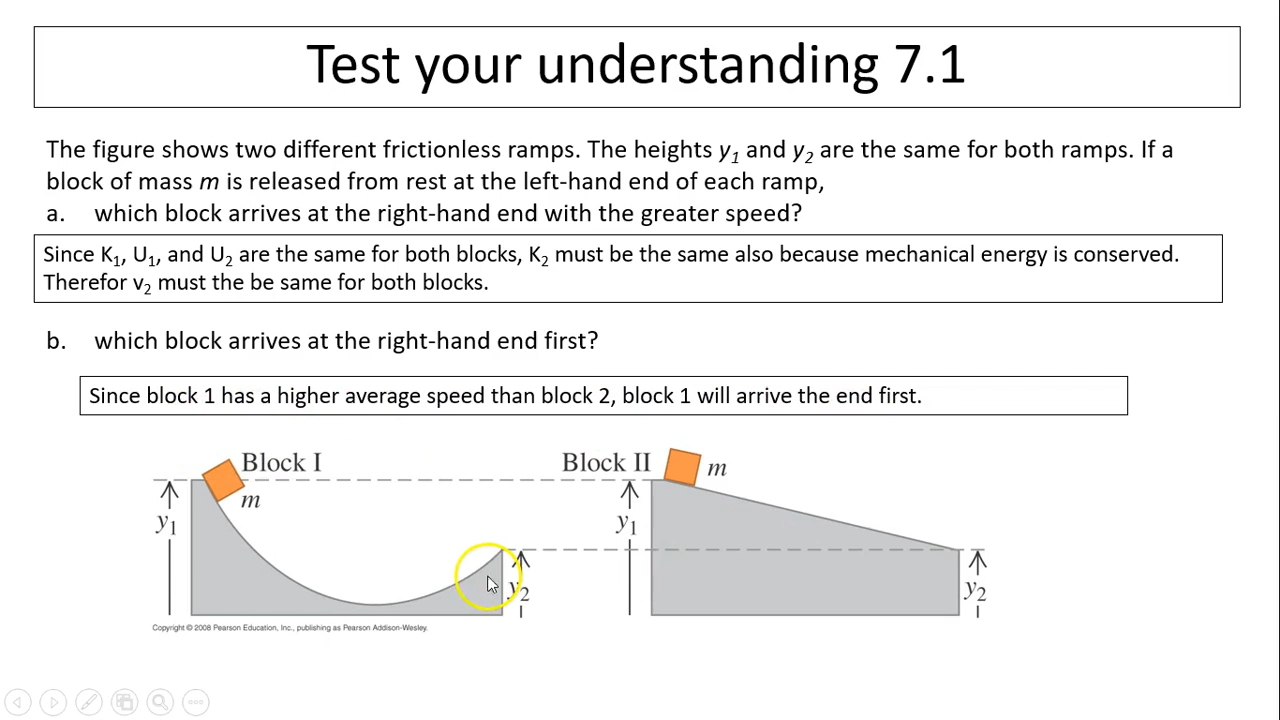 Test your understanding 7.1
The figure shows two different frictionless ramps. The heights y1 and y2 are the same for both ramps. If a
block of mass m is released from rest at the left-hand end of each ramp,
a. which block arrives at the right-hand end with the greater speed?
Since K1, U1, and U2 are the same for both blocks, K2 must be the same also because mechanical energy is conserved.
Therefor v2 must the be same for both blocks.
b. which block arrives at the right-hand end first?
Since block 1 has a higher average speed than block 2, block 1 will arrive the end first.
Block I
m
y1
y2
Block II
m
y1
y2
Copyright © 2008 Pearson Education, Inc., publishing as Pearson Addison-Wesley.